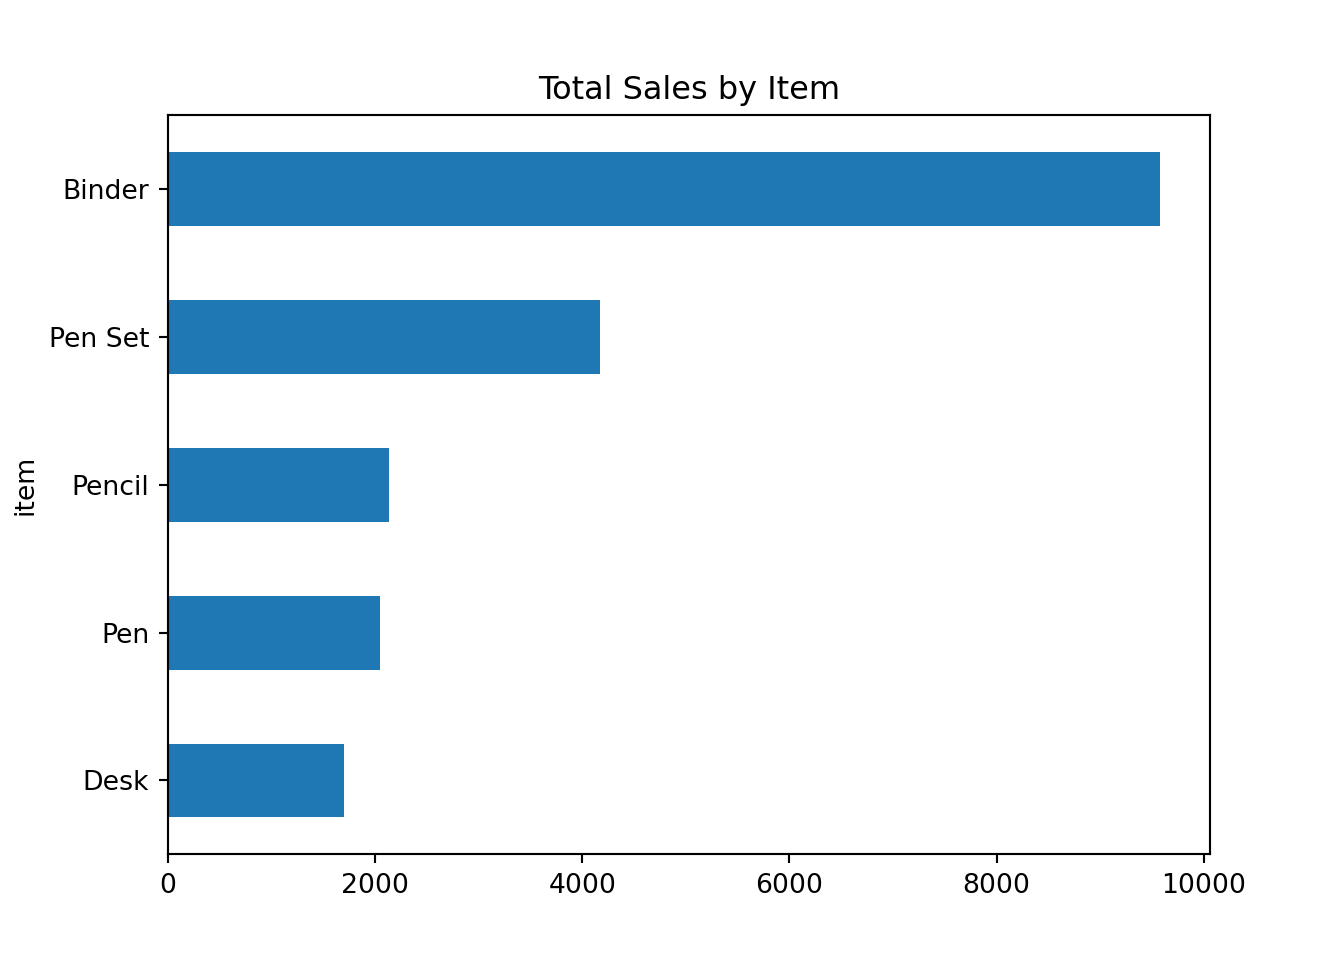 Total Sales by Item
Binder
Pen Set
Pencil
Pen
Desk
item
0 2000 4000 6000 8000 10000